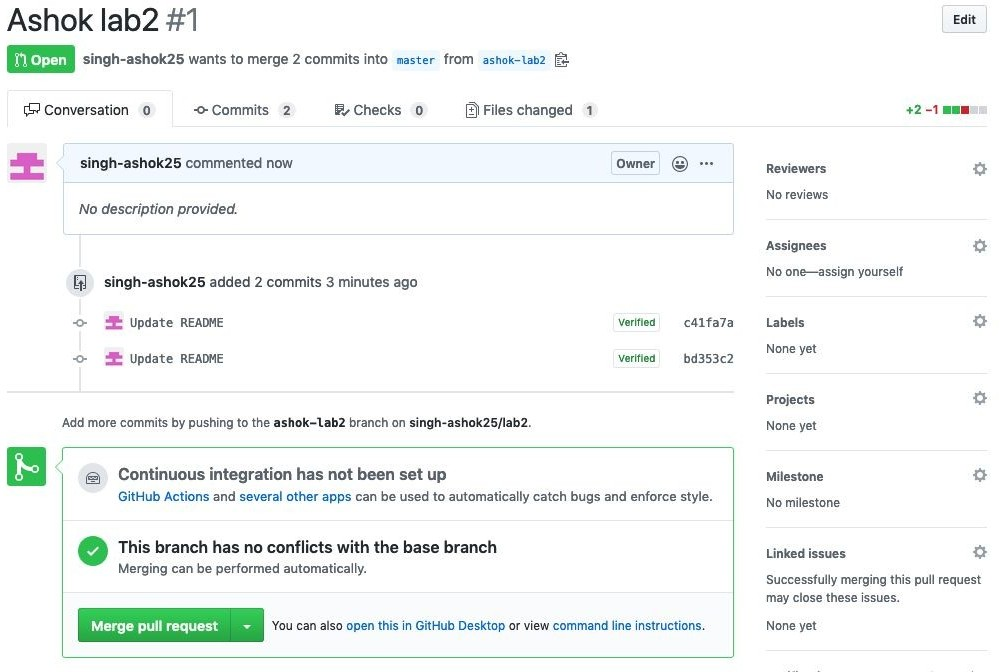 Ashok lab2 #1
Edit
Open singh-ashok25 wants to merge 2 commits into master from ashok-lab2
Conversation 0 Commits 2 Checks 0 Files changed 1 +2 −1
singh-ashok25 commented now Owner
No description provided.
singh-ashok25 added 2 commits 3 minutes ago
Update README Verified c41fa7a
Update README Verified bd353c2
Add more commits by pushing to the ashok-lab2 branch on singh-ashok25/lab2.
Continuous integration has not been set up
GitHub Actions and several other apps can be used to automatically catch bugs and enforce style.
This branch has no conflicts with the base branch
Merging can be performed automatically.
Merge pull request You can also open this in GitHub Desktop or view command line instructions.
Reviewers
No reviews
Assignees
No one—assign yourself
Labels
None yet
Projects
None yet
Milestone
No milestone
Linked issues
Successfully merging this pull request
may close these issues.
None yet